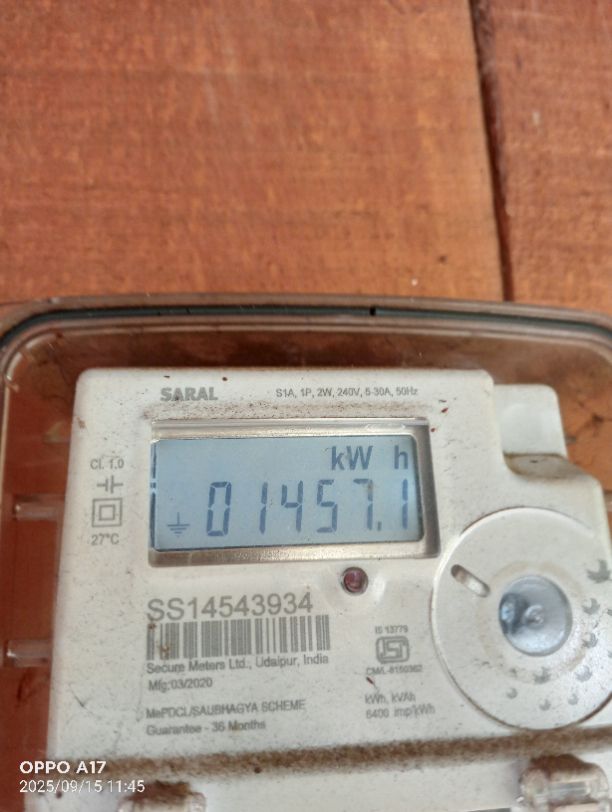 SARAL
S1A, 1P, 2W, 240V, 5-30A, 50Hz
Cl. 1.0
kW h
01457.1
27°C
SS14543934
Secure Meters Ltd., Udaipur, India
Mfg:03/2020
IS 13779
CM/L-8150362
MePDCL/SAUBHAGYA SCHEME
Guarantee - 36 Months
kWh, kVAh
6400 imp/kWh
OPPO A17
2025/09/15 11:45